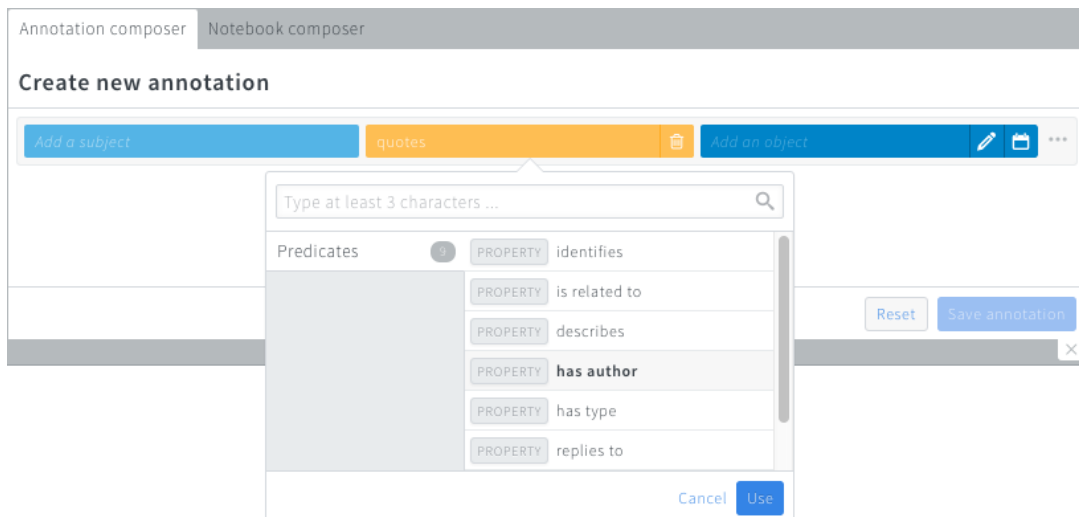 Annotation composer Notebook composer
Create new annotation
Add a subject quotes Add an object
Type at least 3 characters ...
Predicates 9 PROPERTY identifies
PROPERTY is related to
PROPERTY describes
Reset Save annotation
PROPERTY has author
PROPERTY has type
PROPERTY replies to
Cancel Use